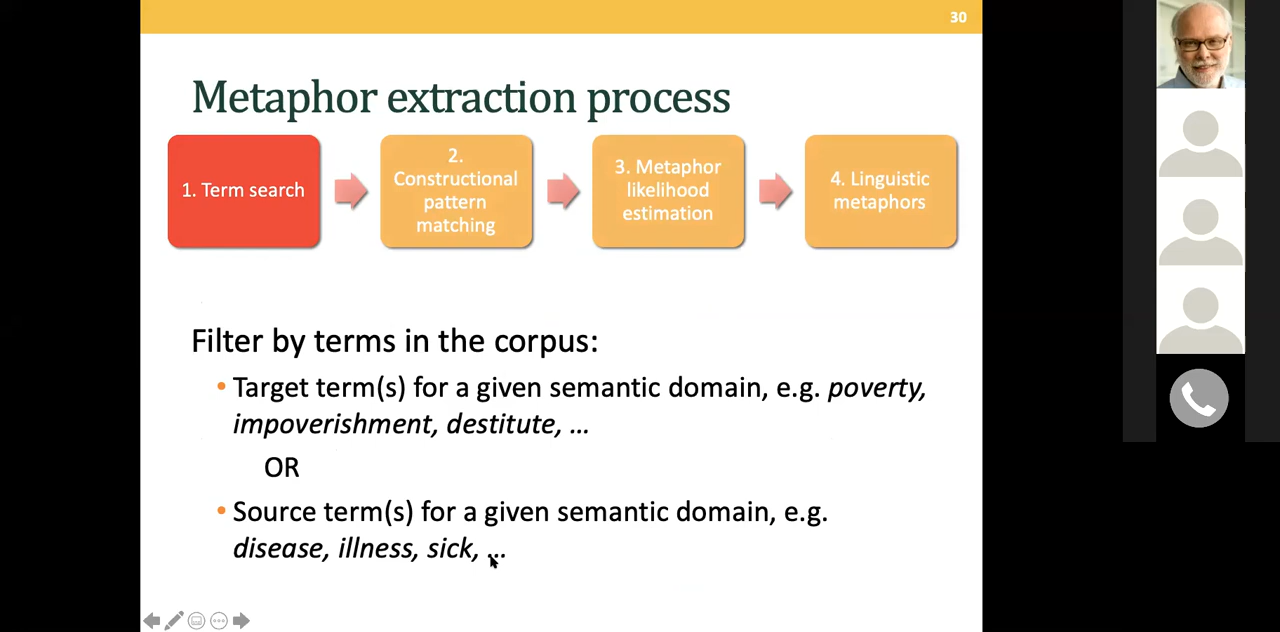 30
Metaphor extraction process
1. Term search
2.
Constructional
pattern
matching
3. Metaphor
likelihood
estimation
4. Linguistic
metaphors
Filter by terms in the corpus:
• Target term(s) for a given semantic domain, e.g. poverty,
impoverishment, destitute, ...
OR
• Source term(s) for a given semantic domain, e.g.
disease, illness, sick, ...